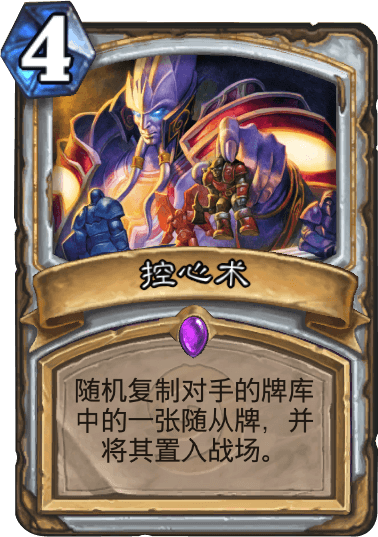 4
控心术
随机复制对手的牌库
中的一张随从牌，并
将其置入战场。